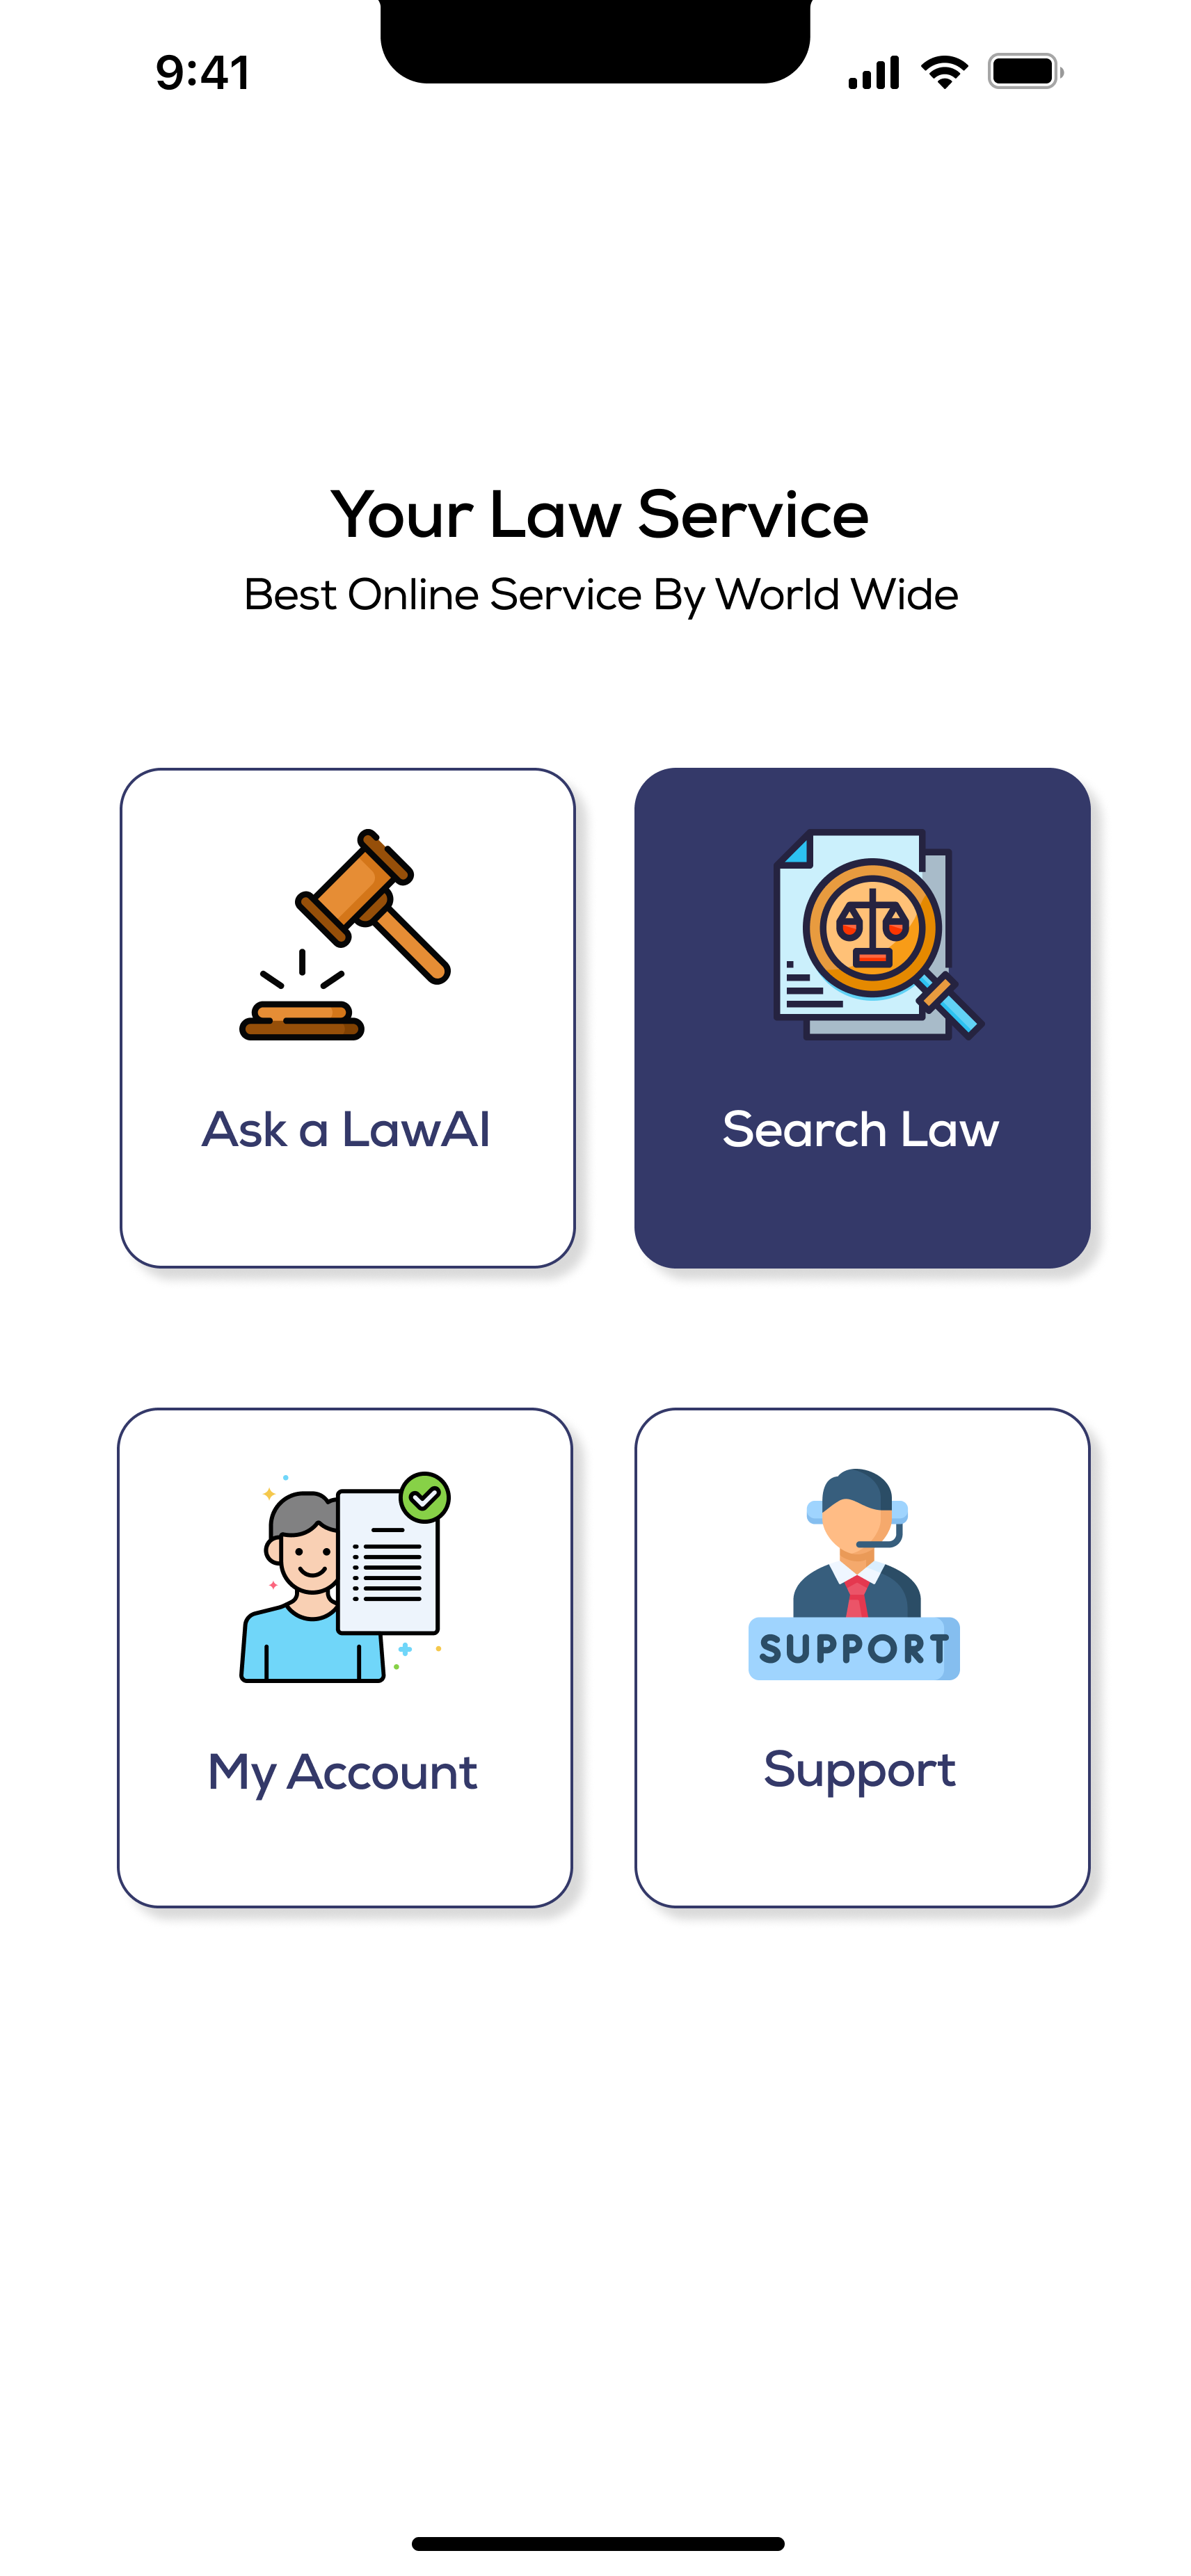 9:41
Your Law Service
Best Online Service By World Wide
Ask a LawAI
Search Law
SUPPORT
My Account
Support